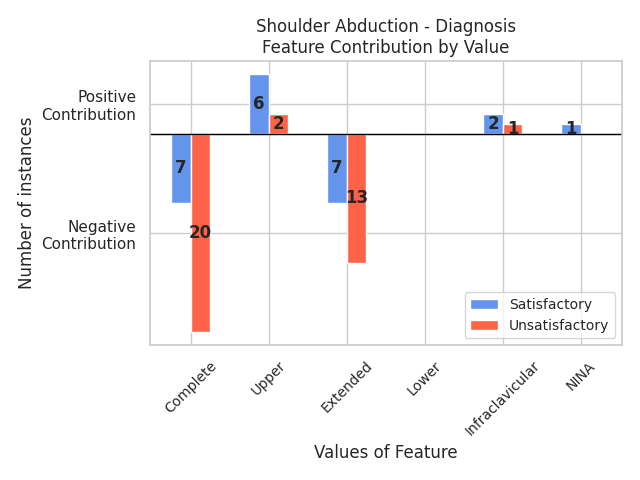 Shoulder Abduction - Diagnosis
Feature Contribution by Value
Positive
Contribution
Negative
Contribution
Number of instances
6
2
2
1
1
7
7
13
20
Satisfactory
Unsatisfactory
Complete
Upper
Extended
Lower
Infraclavicular
NINA
Values of Feature